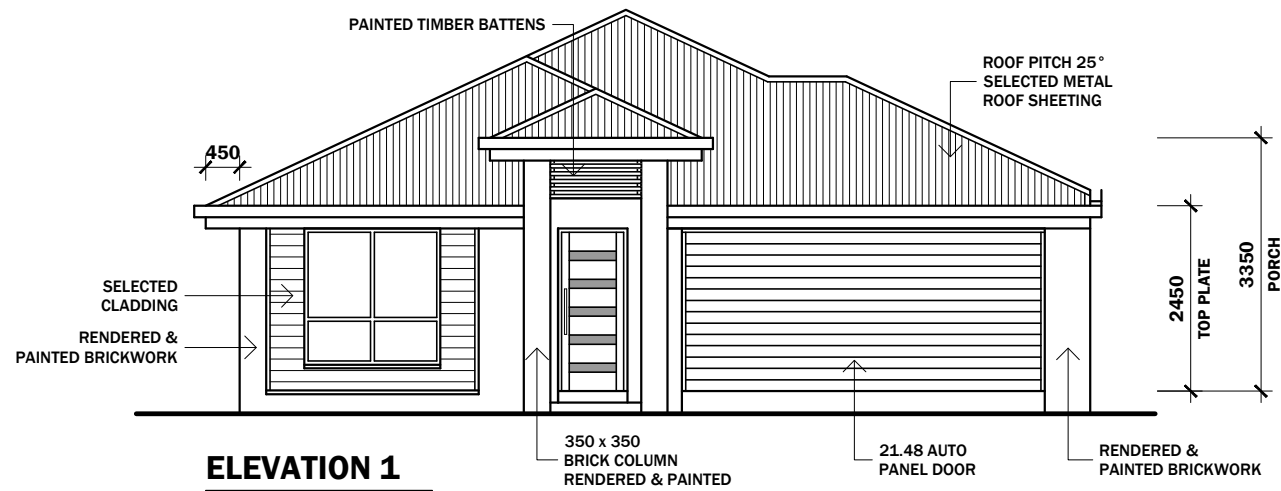 PAINTED TIMBER BATTENS
ROOF PITCH 25°
SELECTED METAL
ROOF SHEETING
450
SELECTED
CLADDING
RENDERED &
PAINTED BRICKWORK
2450
TOP PLATE
3350
PORCH
350 x 350
BRICK COLUMN
RENDERED & PAINTED
21.48 AUTO
PANEL DOOR
RENDERED &
PAINTED BRICKWORK
ELEVATION 1